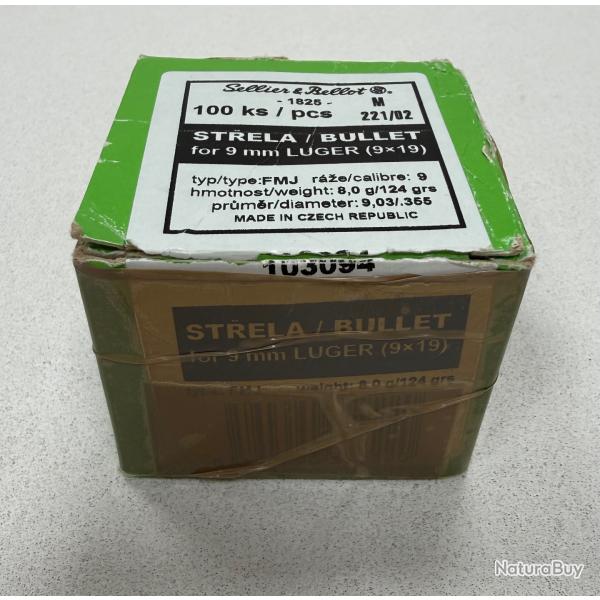 Sellier & Bellot
- 1825 - M
100 ks / pcs 221/02
STŘELA / BULLET
for 9 mm LUGER (9×19)
typ/type:FMJ ráže/calibre: 9
hmotnost/weight: 8,0 g/124 grs
průměr/diameter: 9,03/.355
MADE IN CZECH REPUBLIC
103094
STŘELA / BULLET
for 9 mm LUGER (9×19)
type: FMJ weight: 8,0 g/124 grs
NaturaBuy